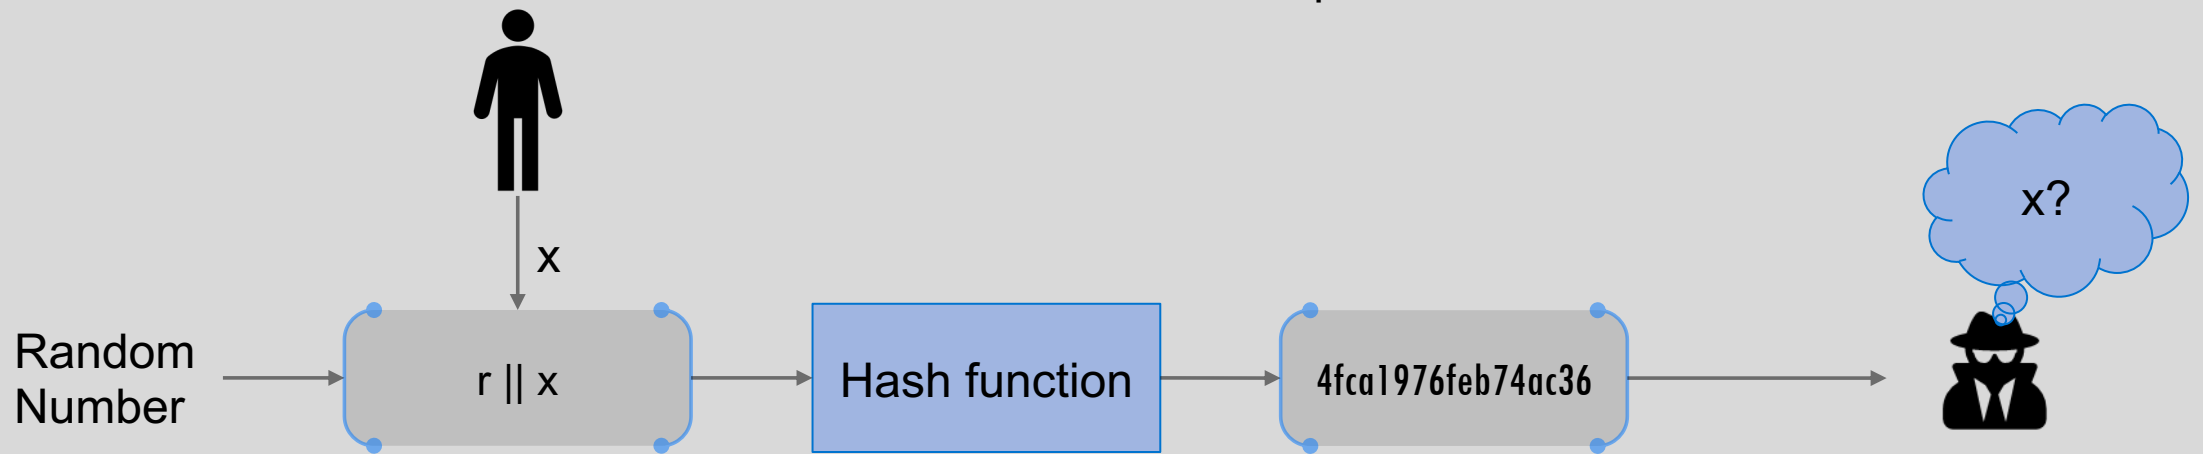 x
x?
Random
Number
r || x
Hash function
4fca1976feb74ac36